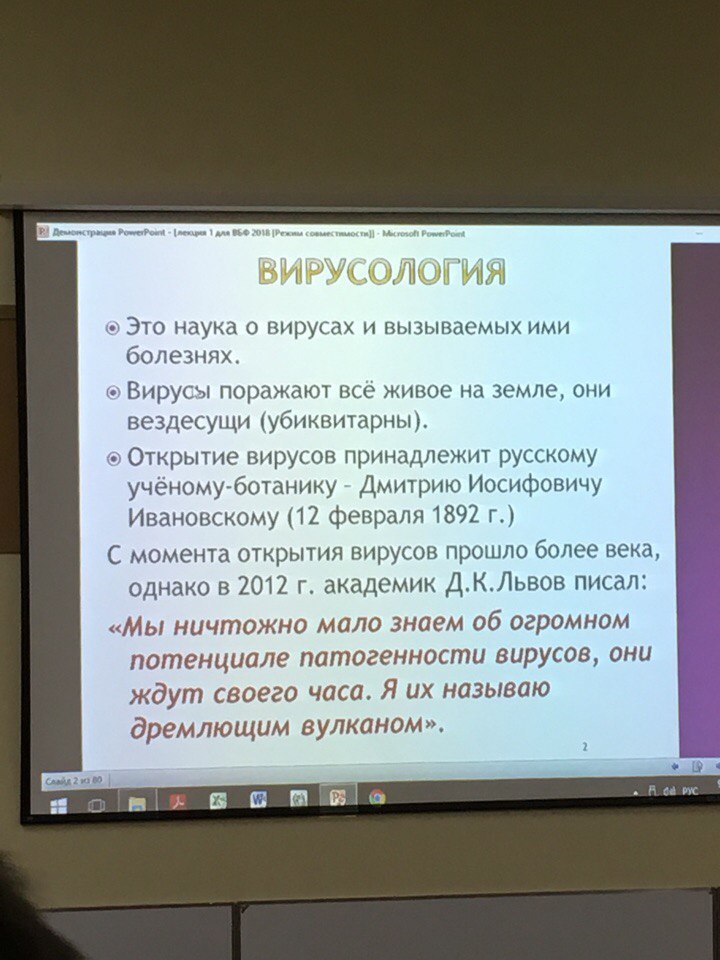 Демонстрация PowerPoint - [лекция 1 для ВБФ 2018 [Режим совместимости]] - Microsoft PowerPoint
ВИРУСОЛОГИЯ
Это наука о вирусах и вызываемых ими
болезнях.
Вирусы поражают всё живое на земле, они
вездесущи (убиквитарны).
Открытие вирусов принадлежит русскому
учёному-ботанику – Дмитрию Иосифовичу
Ивановскому (12 февраля 1892 г.)
С момента открытия вирусов прошло более века,
однако в 2012 г. академик Д.К.Львов писал:
«Мы ничтожно мало знаем об огромном
потенциале патогенности вирусов, они
ждут своего часа. Я их называю
дремлющим вулканом».
2
Слайд 2 из 80
РУС